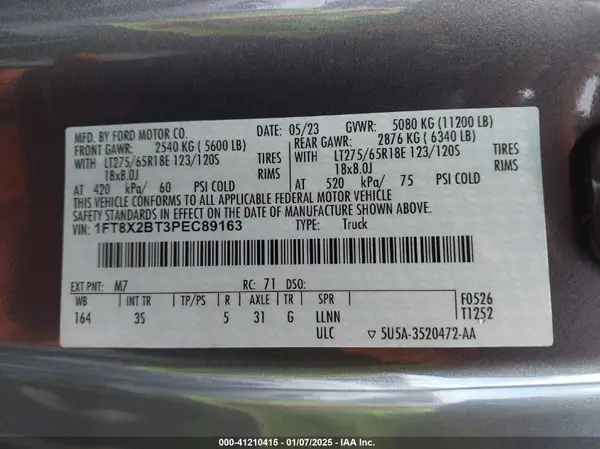 MFD. BY FORD MOTOR CO. DATE: 05/23 GVWR: 5080 KG (11200 LB)
FRONT GAWR: 2540 KG ( 5600 LB) REAR GAWR: 2876 KG ( 6340 LB)
WITH LT275/65R18E 123/120S TIRES WITH LT275/65R18E 123/120S TIRES
18x8.0J RIMS 18x8.0J RIMS
AT 420 kPa/ 60 PSI COLD AT 520 kPa/ 75 PSI COLD
THIS VEHICLE CONFORMS TO ALL APPLICABLE FEDERAL MOTOR VEHICLE
SAFTY AND BUMPER STANDARDS IN EFFECT ON THE DATE OF MANUFACTURE SHOWN ABOVE.
VIN: 1FT8X2BT3PEC89163 TYPE: Truck
EXT PNT: M7 RC: 71 DSO:
WB INT TR TP/PS R AXLE TR SPR F0526
164 3S 5 31 G LLNN T1252
ULC ▽ 5U5A-3520472-AA
000-41210415 | 01/07/2025 | IAA Inc.